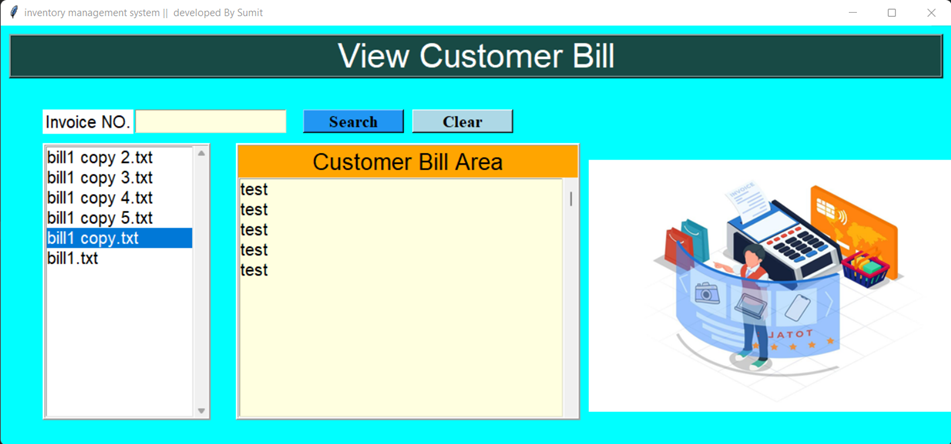 inventory management system || developed By Sumit
View Customer Bill
Invoice NO.
Search
Clear
bill1 copy 2.txt
bill1 copy 3.txt
bill1 copy 4.txt
bill1 copy 5.txt
bill1 copy.txt
bill1.txt
Customer Bill Area
test
test
test
test
test
INVOICE
TOTAL